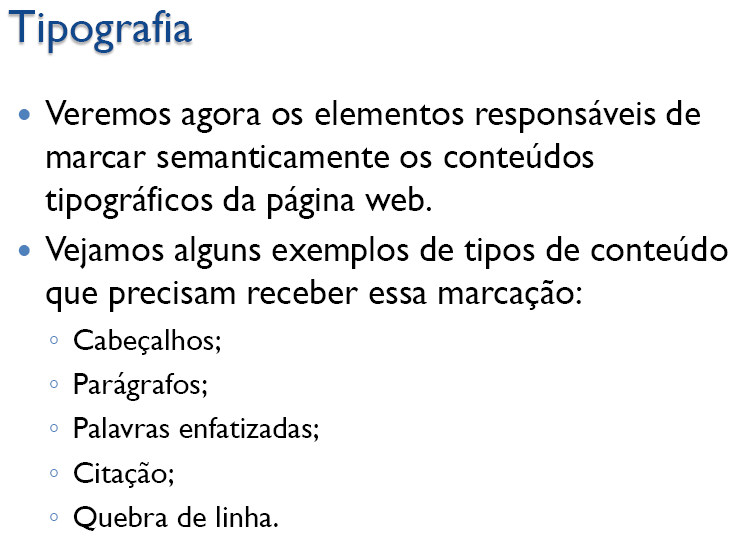 Tipografia
• Veremos agora os elementos responsáveis de
marcar semanticamente os conteúdos
tipográficos da página web.
• Vejamos alguns exemplos de tipos de conteúdo
que precisam receber essa marcação:
◦ Cabeçalhos;
◦ Parágrafos;
◦ Palavras enfatizadas;
◦ Citação;
◦ Quebra de linha.